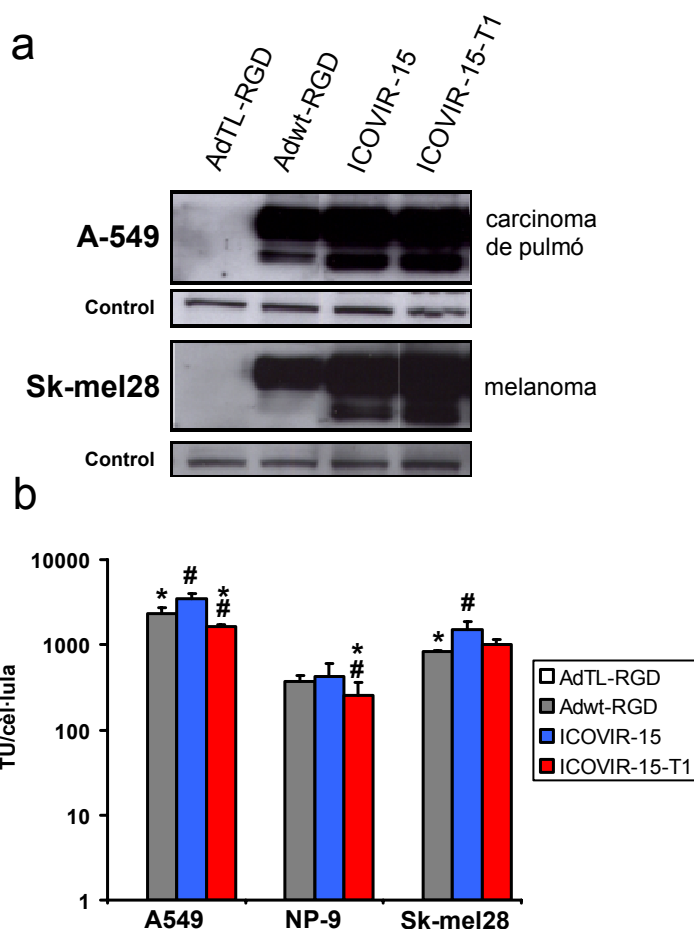 a
AdTL-RGD
Adwt-RGD
ICOVIR-15
ICOVIR-15-T1
A-549
carcinoma
de pulmó
Control
Sk-mel28
melanoma
Control
b
10000
1000
100
10
1
TU/cèl·lula
* # * #
* #
* #
A549
NP-9
Sk-mel28
AdTL-RGD
Adwt-RGD
ICOVIR-15
ICOVIR-15-T1